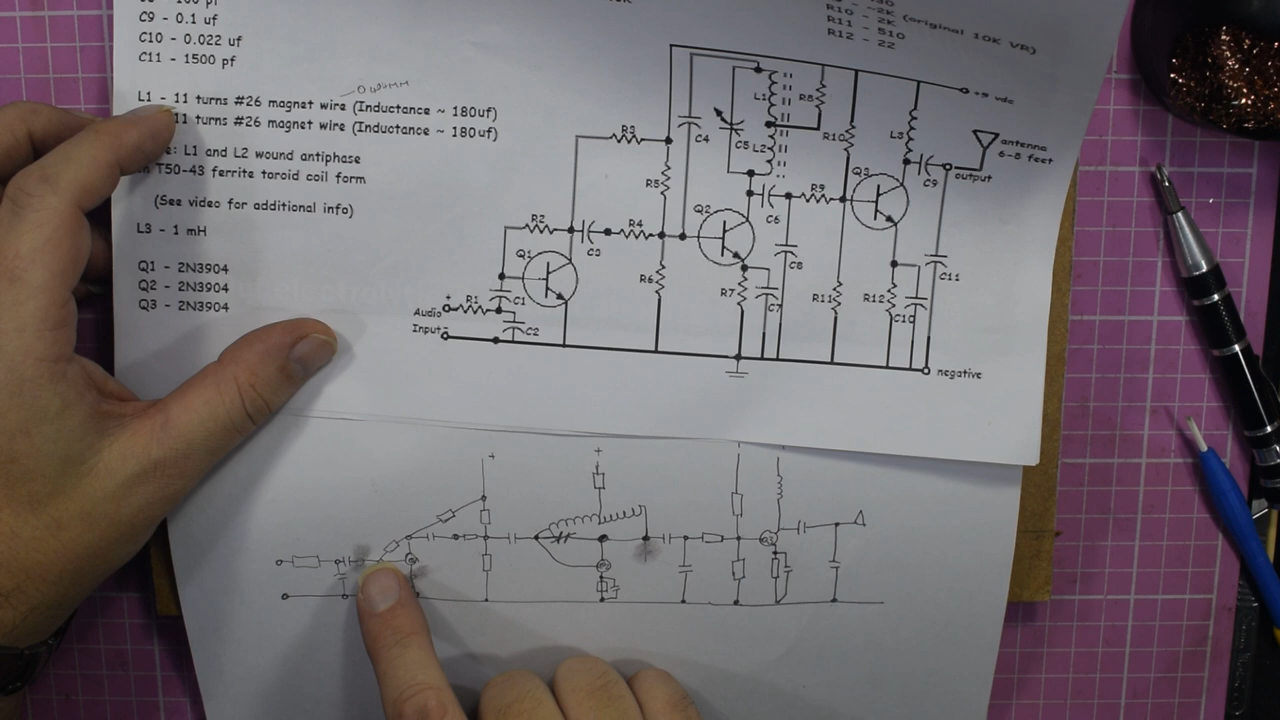 C9 - 0.1 uf
C10 - 0.022 uf
C11 - 1500 pf
L1 - 11 turns #26 magnet wire (Inductance ~ 180uf)
11 turns #26 magnet wire (Inductance ~ 180uf)
L1 and L2 wound antiphase
T50-43 ferrite toroid coil form
(See video for additional info)
L3 - 1 mH
Q1 - 2N3904
Q2 - 2N3904
Q3 - 2N3904
R10 - 2K (original 10K VR)
R11 - 510
R12 - 22
+9 vdc
L1
R8
C4
C5
L2
R10
L3
antenna
6-8 feet
R3
Q3
C9
output
R5
R9
C6
R2
Q2
R4
C3
Q1
C8
C11
R6
R7
C7
R11
R12
C10
Audio
+
R1
C1
Input
-
C2
negative
+
+